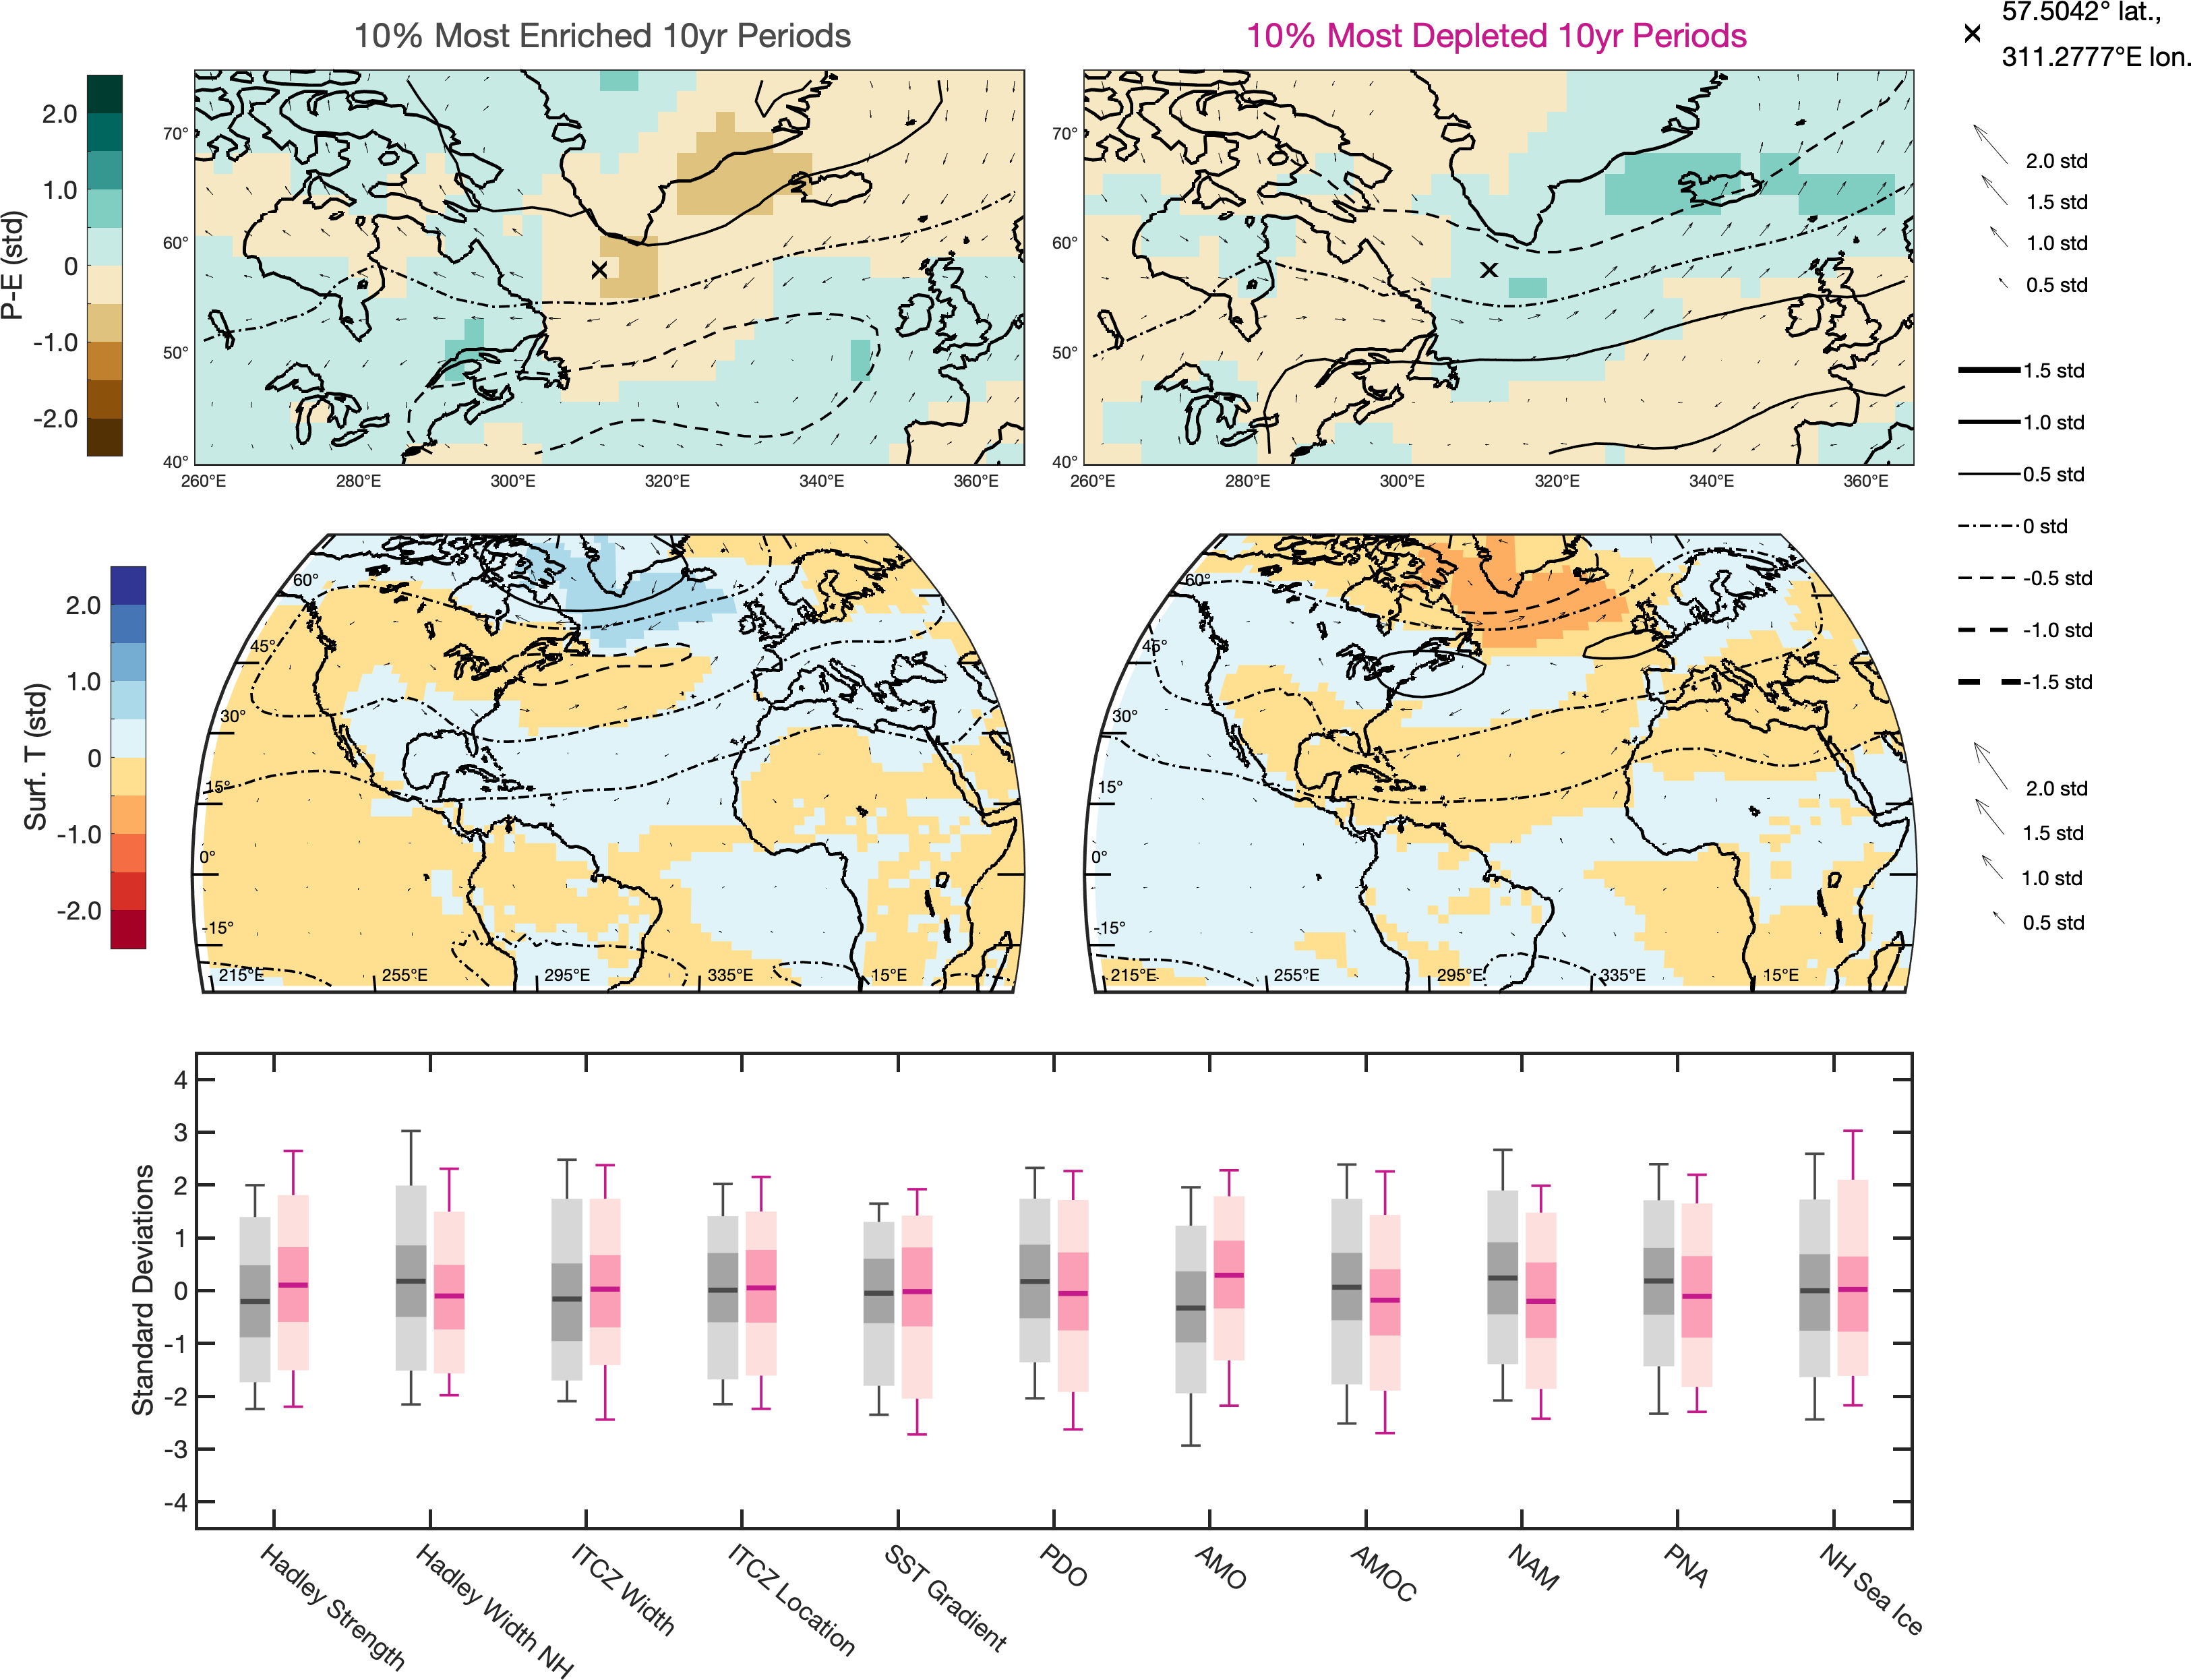 10% Most Enriched 10yr Periods
10% Most Depleted 10yr Periods
57.5042° lat.,
311.2777°E lon.
P-E (std)
2.0
1.0
0
-1.0
-2.0
70°
60°
50°
40°
260°E 280°E 300°E 320°E 340°E 360°E
70°
60°
50°
40°
260°E 280°E 300°E 320°E 340°E 360°E
2.0 std
1.5 std
1.0 std
0.5 std
1.5 std
1.0 std
0.5 std
0 std
-0.5 std
-1.0 std
-1.5 std
2.0 std
1.5 std
1.0 std
0.5 std
Surf. T (std)
2.0
1.0
0
-1.0
-2.0
60°
45°
30°
15°
0°
-15°
215°E 255°E 295°E 335°E 15°E
60°
45°
30°
15°
0°
-15°
215°E 255°E 295°E 335°E 15°E
Standard Deviations
4
3
2
1
0
-1
-2
-3
-4
Hadley Strength
Hadley Width NH
ITCZ Width
ITCZ Location
SST Gradient
PDO
AMO
AMOC
NAM
PNA
NH Sea Ice